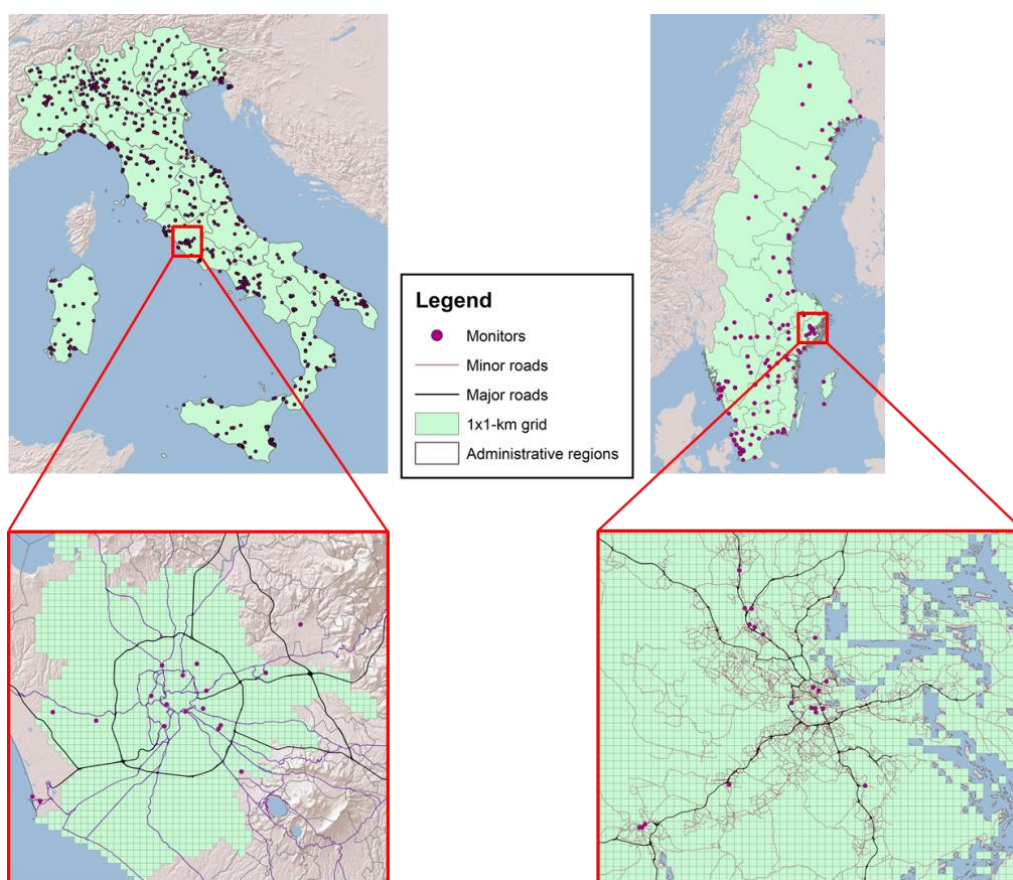 Legend
Monitors
Minor roads
Major roads
1x1-km grid
Administrative regions